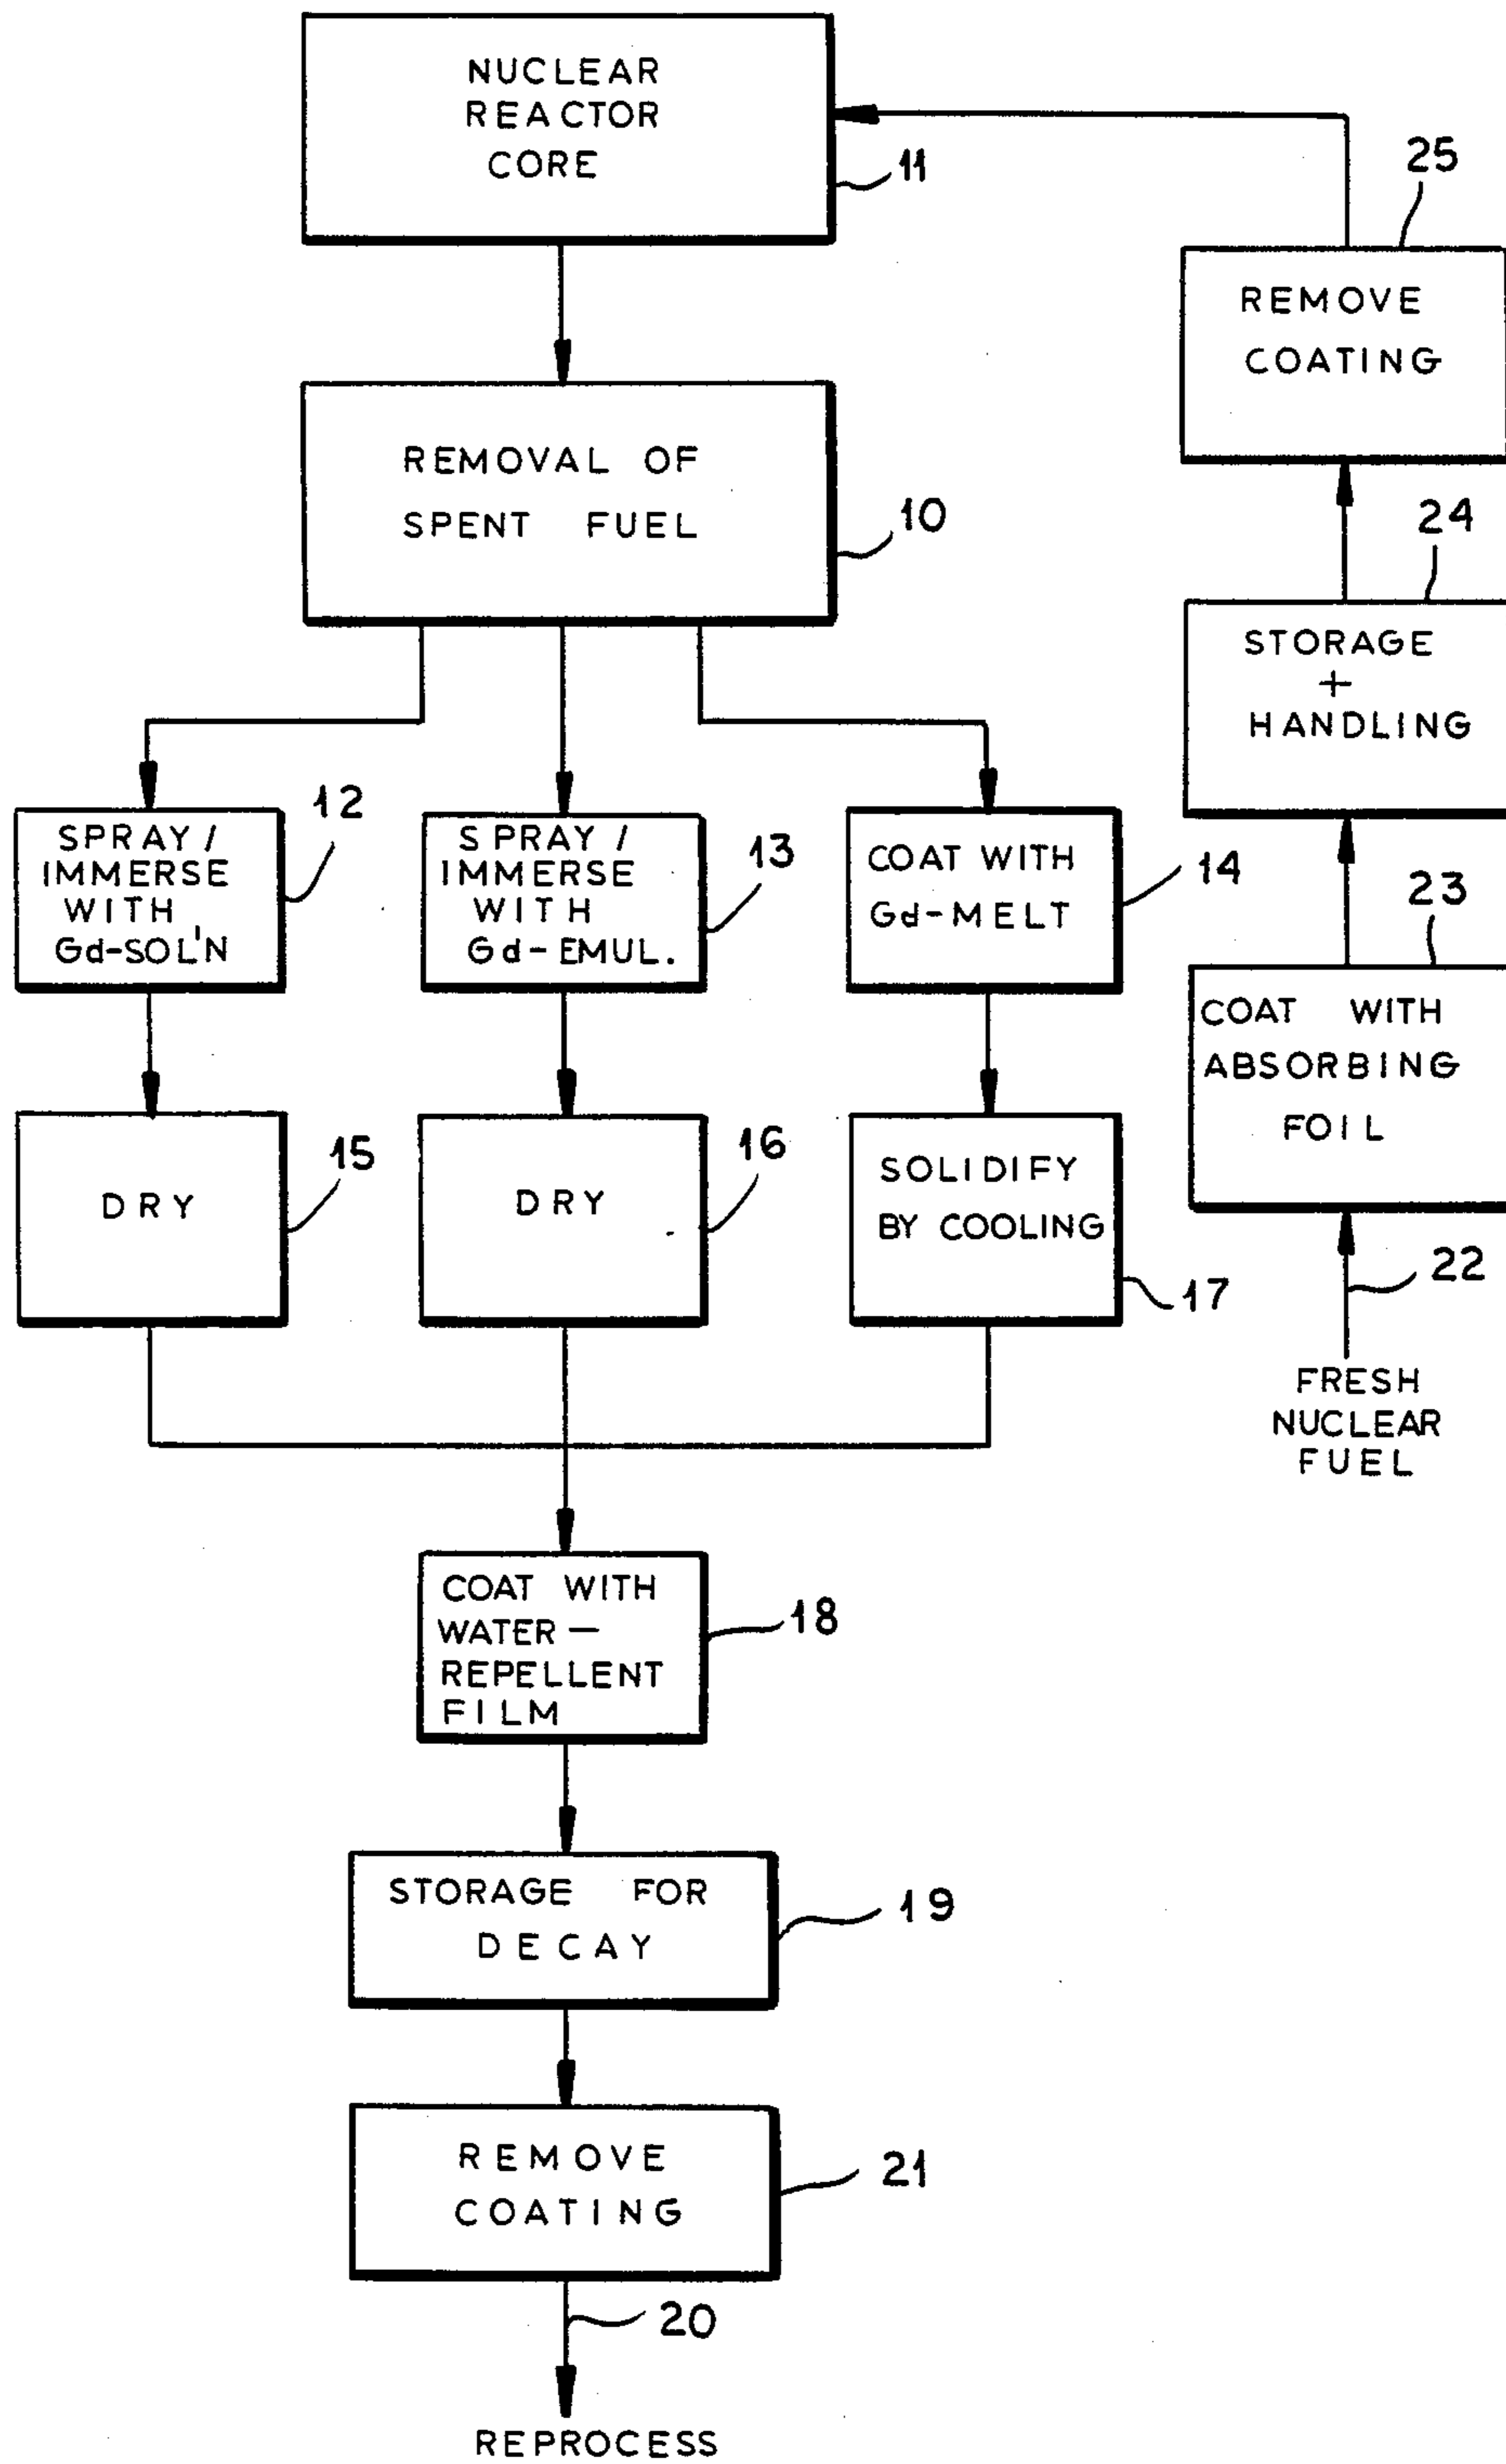 NUCLEAR
REACTOR
CORE
11
REMOVAL OF
SPENT FUEL
10
SPRAY /
IMMERSE
WITH
Gd-SOL'N
12
SPRAY /
IMMERSE
WITH
Gd-EMUL.
13
COAT WITH
Gd-MELT
14
DRY
15
DRY
16
SOLIDIFY
BY COOLING
17
COAT WITH
WATER-
REPELLENT
FILM
18
STORAGE FOR
DECAY
19
REMOVE
COATING
21
20
REPROCESS
25
REMOVE
COATING
24
STORAGE
+
HANDLING
23
COAT WITH
ABSORBING
FOIL
22
FRESH
NUCLEAR
FUEL